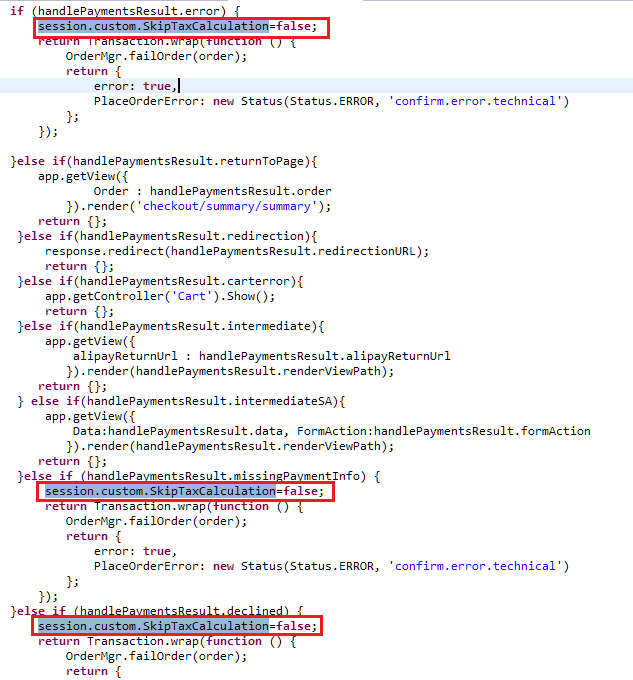 if (handlePaymentsResult.error) {
session.custom.SkipTaxCalculation=false;
return Transaction.wrap(function () {
OrderMgr.failOrder(order);
return {
error: true,
PlaceOrderError: new Status(Status.ERROR, 'confirm.error.technical')
};
});
}else if(handlePaymentsResult.returnToPage){
app.getView({
Order : handlePaymentsResult.order
}).render('checkout/summary/summary');
return {};
}else if(handlePaymentsResult.redirection){
response.redirect(handlePaymentsResult.redirectionURL);
return {};
}else if(handlePaymentsResult.carterror){
app.getController('Cart').Show();
return {};
}else if(handlePaymentsResult.intermediate){
app.getView({
alipayReturnUrl : handlePaymentsResult.alipayReturnUrl
}).render(handlePaymentsResult.renderViewPath);
return {};
} else if(handlePaymentsResult.intermediateSA){
app.getView({
Data:handlePaymentsResult.data, FormAction:handlePaymentsResult.formAction
}).render(handlePaymentsResult.renderViewPath);
return {};
}else if (handlePaymentsResult.missingPaymentInfo) {
session.custom.SkipTaxCalculation=false;
return Transaction.wrap(function () {
OrderMgr.failOrder(order);
return {
error: true,
PlaceOrderError: new Status(Status.ERROR, 'confirm.error.technical')
};
});
}else if (handlePaymentsResult.declined) {
session.custom.SkipTaxCalculation=false;
return Transaction.wrap(function () {
OrderMgr.failOrder(order);
return {